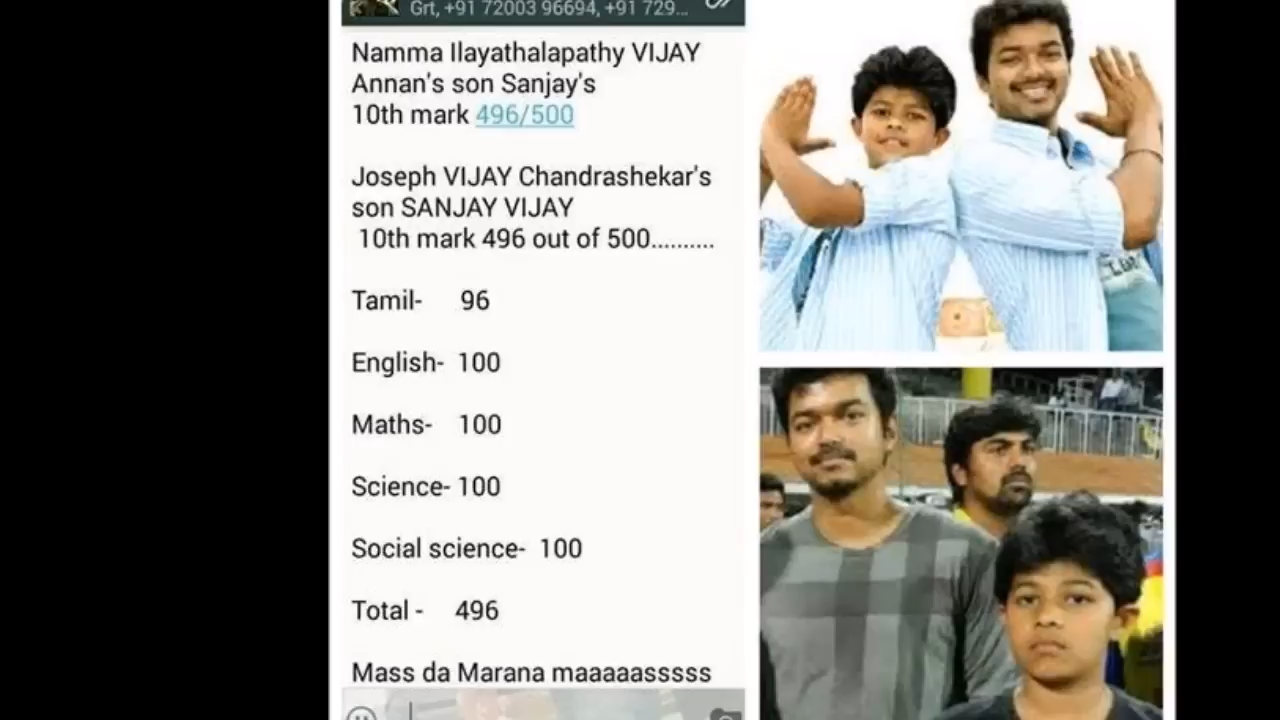 Grt, +91 72003 96694, +91 729...
Namma Ilayathalapathy VIJAY
Annan's son Sanjay's
10th mark 496/500
Joseph VIJAY Chandrashekar's
son SANJAY VIJAY
10th mark 496 out of 500..........
Tamil- 96
English- 100
Maths- 100
Science- 100
Social science- 100
Total - 496
Mass da Marana maaaaasssss